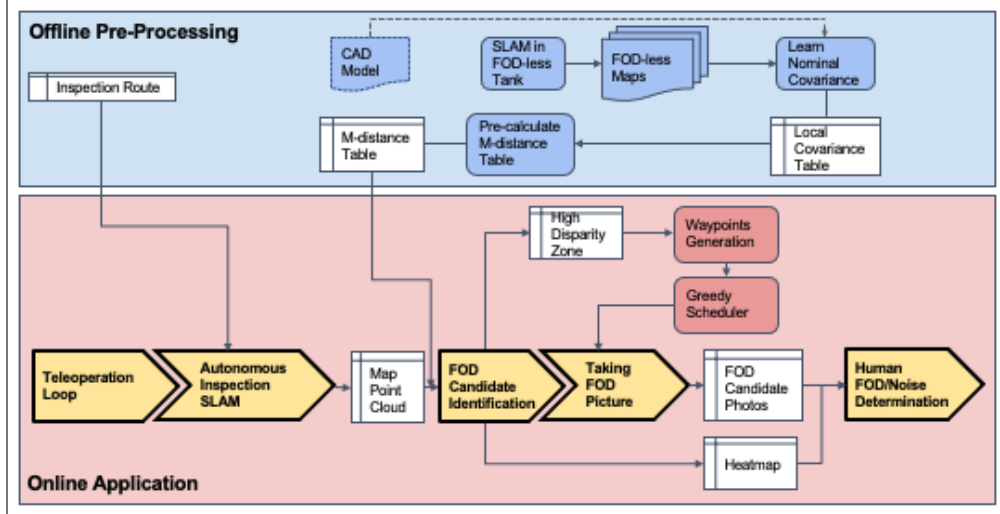 Offline Pre-Processing
Inspection Route
CAD
Model
SLAM in
FOD-less
Tank
FOD-less
Maps
Learn
Nominal
Covariance
M-distance
Table
Pre-calculate
M-distance
Table
Local
Covariance
Table
High
Disparity
Zone
Waypoints
Generation
Greedy
Scheduler
Teleoperation
Loop
Autonomous
Inspection
SLAM
Map
Point
Cloud
FOD
Candidate
Identification
Taking
FOD
Picture
FOD
Candidate
Photos
Human
FOD/Noise
Determination
Heatmap
Online Application